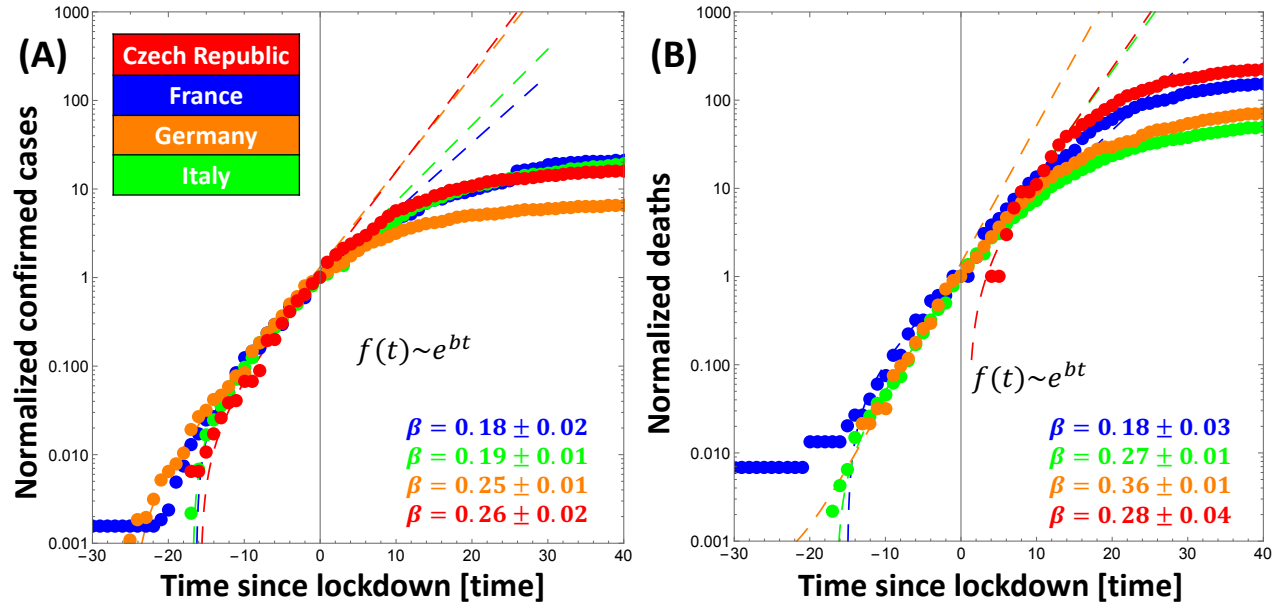 (A)
Normalized confirmed cases
1000
100
10
1
0.100
0.010
0.001
Czech Republic
France
Germany
Italy
f(t)~e^{bt}
β = 0.18 ± 0.02
β = 0.19 ± 0.01
β = 0.25 ± 0.01
β = 0.26 ± 0.02
−30 −20 −10 0 10 20 30 40
Time since lockdown [time]
(B)
Normalized deaths
1000
100
10
1
0.100
0.010
0.001
f(t)~e^{bt}
β = 0.18 ± 0.03
β = 0.27 ± 0.01
β = 0.36 ± 0.01
β = 0.28 ± 0.04
−30 −20 −10 0 10 20 30 40
Time since lockdown [time]